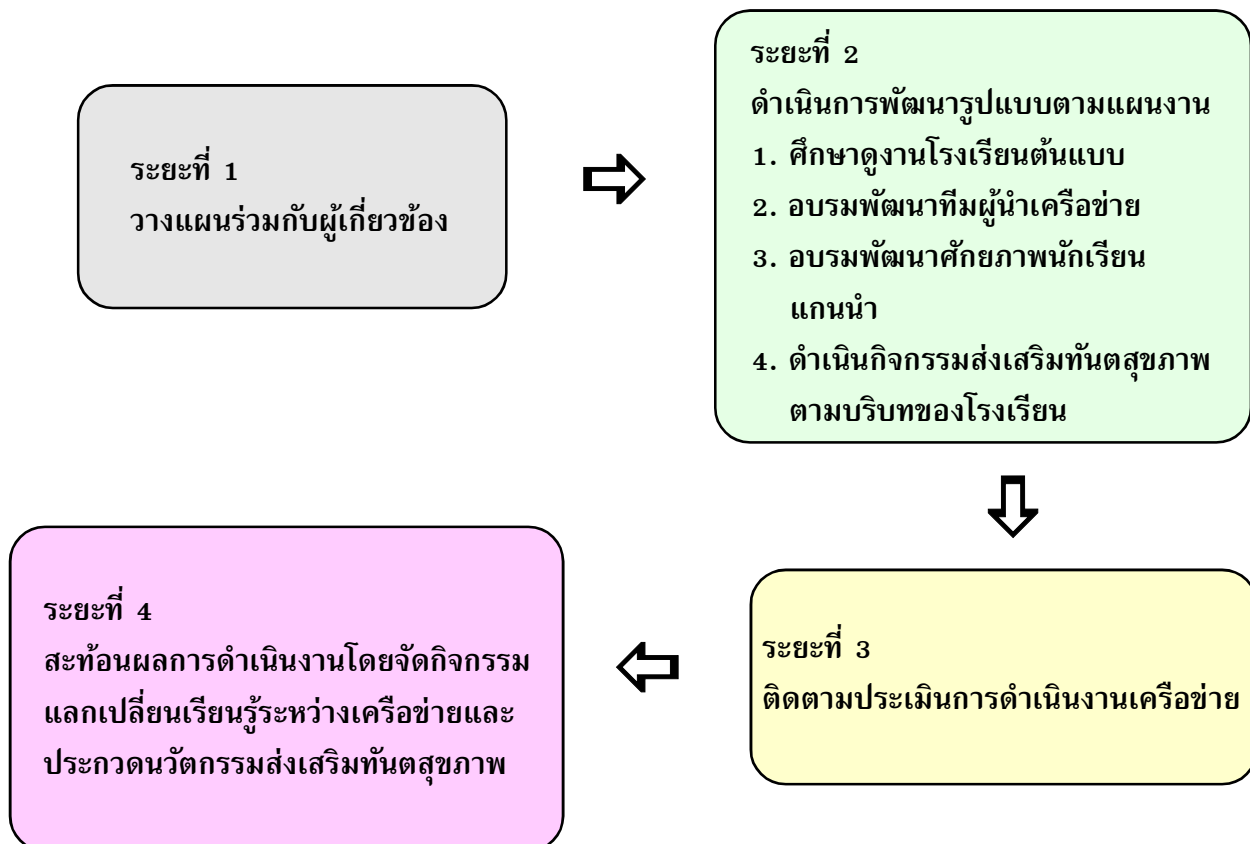 ระยะที่ 1
วางแผนร่วมกับผู้เกี่ยวข้อง
ระยะที่ 2
ดำเนินการพัฒนารูปแบบตามแผนงาน
1. ศึกษาดูงานโรงเรียนต้นแบบ
2. อบรมพัฒนาทีมผู้นำเครือข่าย
3. อบรมพัฒนาศักยภาพนักเรียน
แกนนำ
4. ดำเนินกิจกรรมส่งเสริมทันตสุขภาพ
ตามบริบทของโรงเรียน
ระยะที่ 3
ติดตามประเมินการดำเนินงานเครือข่าย
ระยะที่ 4
สะท้อนผลการดำเนินงานโดยจัดกิจกรรม
แลกเปลี่ยนเรียนรู้ระหว่างเครือข่ายและ
ประกวดนวัตกรรมส่งเสริมทันตสุขภาพ